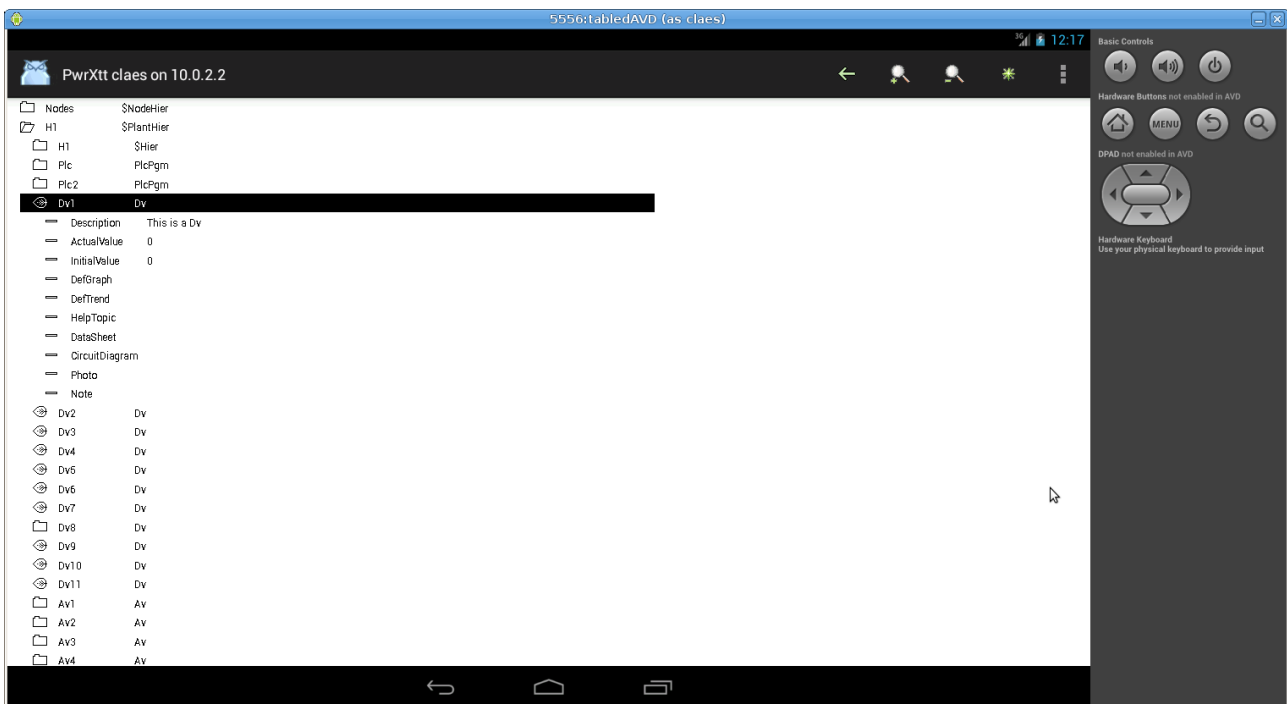 5556:tabledAVD (as claes)
3G 12:17
PwrXtt claes on 10.0.2.2
Nodes $NodeHier
H1 $PlantHier
H1 $Hier
Plc PlcPgm
Plc2 PlcPgm
Dv1 Dv
Description This is a Dv
ActualValue 0
InitialValue 0
DefGraph
DefTrend
HelpTopic
DataSheet
CircuitDiagram
Photo
Note
Dv2 Dv
Dv3 Dv
Dv4 Dv
Dv5 Dv
Dv6 Dv
Dv7 Dv
Dv8 Dv
Dv9 Dv
Dv10 Dv
Dv11 Dv
Av1 Av
Av2 Av
Av3 Av
Av4 Av
Basic Controls
Hardware Buttons not enabled in AVD
MENU
DPAD not enabled in AVD
Hardware Keyboard
Use your physical keyboard to provide input